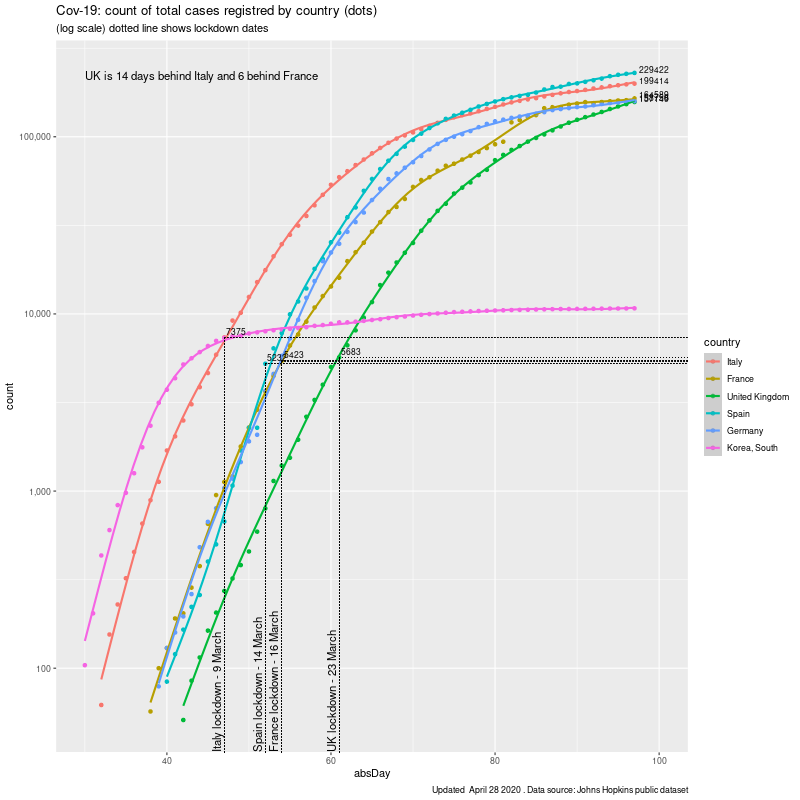 Cov-19: count of total cases registred by country (dots)
(log scale) dotted line shows lockdown dates
UK is 14 days behind Italy and 6 behind France
229422
199414
100,000
10,000
1,000
100
count
7375
5683
Italy lockdown - 9 March
Spain lockdown - 14 March
France lockdown - 16 March
UK lockdown - 23 March
40
60
80
100
absDay
country
Italy
France
United Kingdom
Spain
Germany
Korea, South
Updated April 28 2020 . Data source: Johns Hopkins public dataset